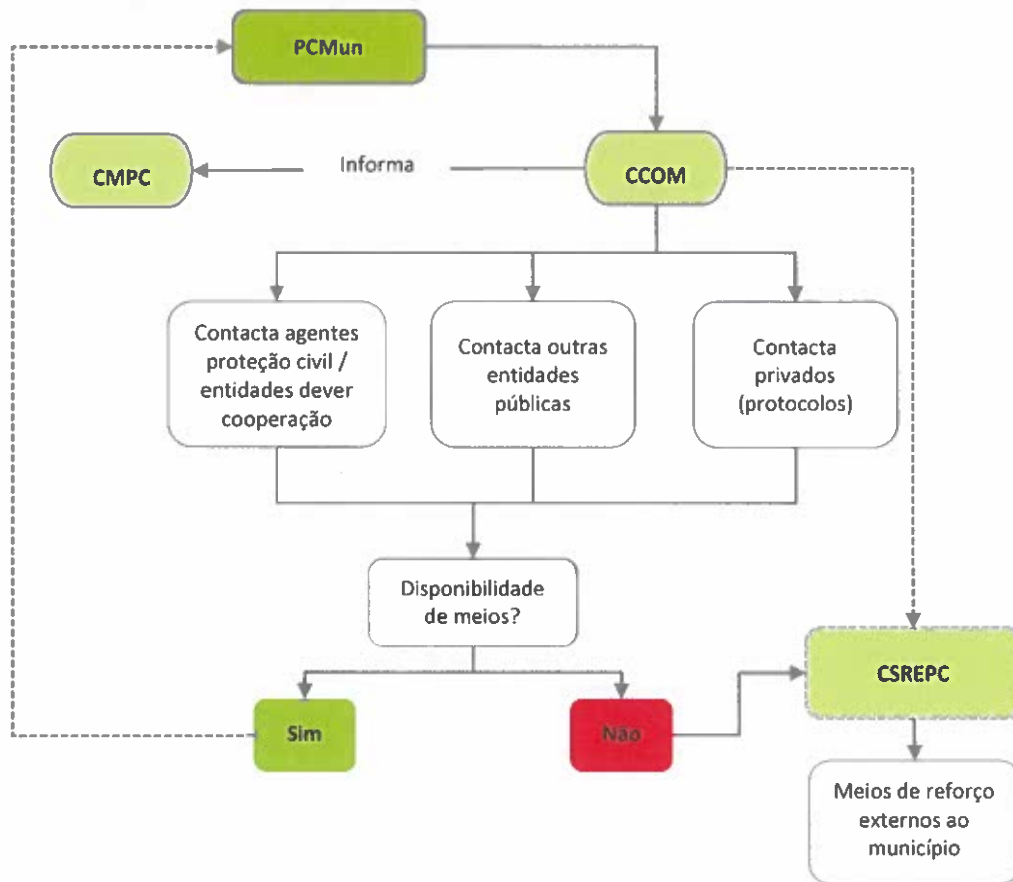 PCMun
CMPC
Informa
CCOM
Contacta agentes
proteção civil /
entidades dever
cooperação
Contacta outras
entidades
públicas
Contacta
privados
(protocolos)
Disponibilidade
de meios?
Sim
Não
CSREPC
Meios de reforço
externos ao
município